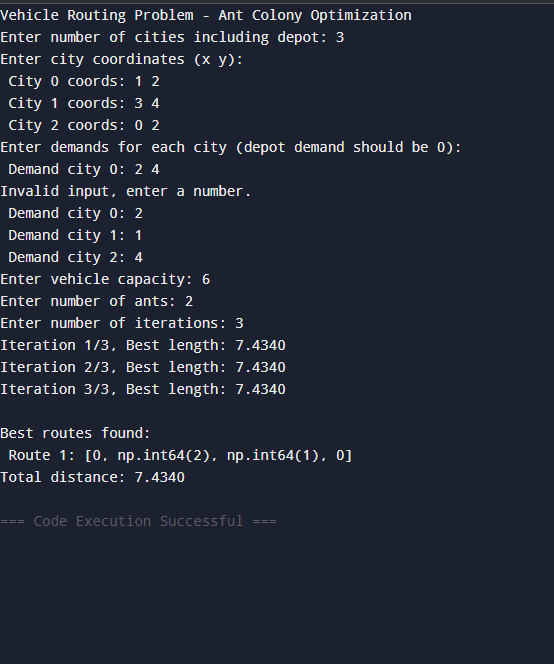 Vehicle Routing Problem - Ant Colony Optimization
Enter number of cities including depot: 3
Enter city coordinates (x y):
City 0 coords: 1 2
City 1 coords: 3 4
City 2 coords: 0 2
Enter demands for each city (depot demand should be 0):
Demand city 0: 2 4
Invalid input, enter a number.
Demand city 0: 2
Demand city 1: 1
Demand city 2: 4
Enter vehicle capacity: 6
Enter number of ants: 2
Enter number of iterations: 3
Iteration 1/3, Best length: 7.4340
Iteration 2/3, Best length: 7.4340
Iteration 3/3, Best length: 7.4340
Best routes found:
Route 1: [0, np.int64(2), np.int64(1), 0]
Total distance: 7.4340
=== Code Execution Successful ===